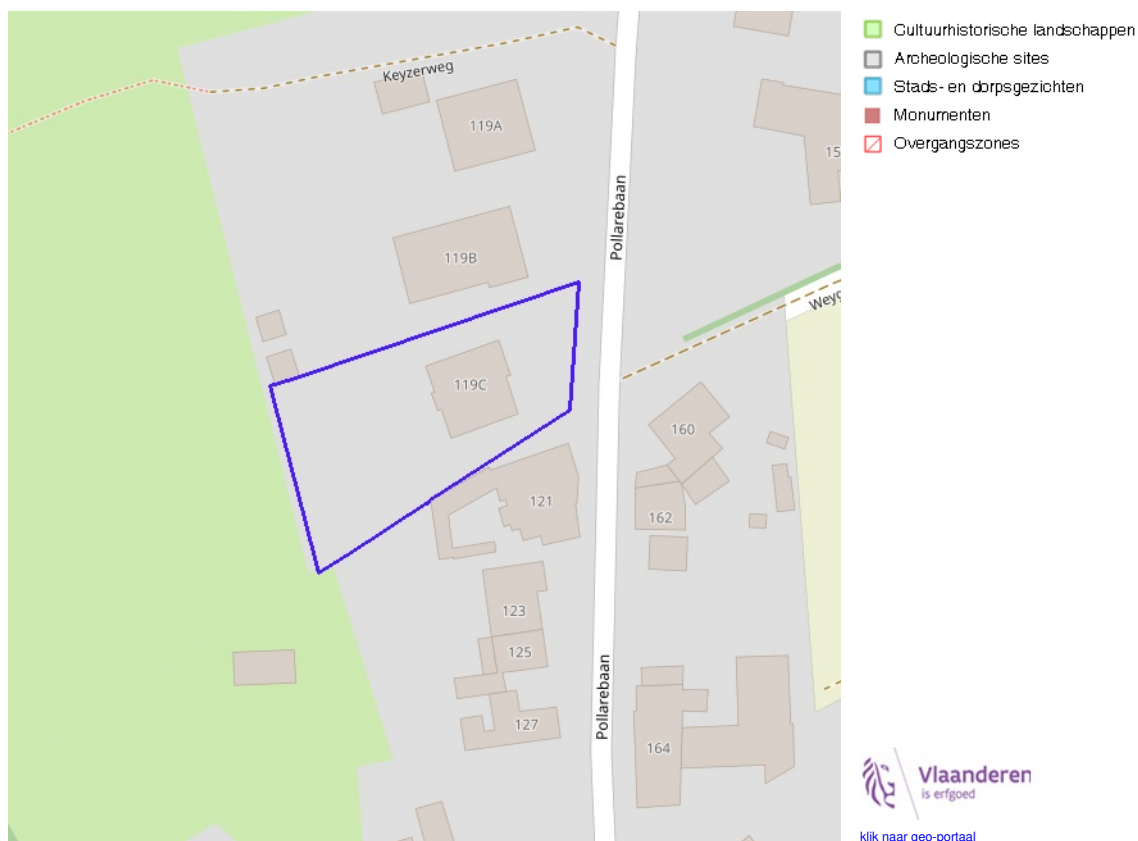 Keyzerweg
119A
15
Pollarebaan
119B
119C
160
121
162
123
125
127
Pollarebaan
164
Cultuurhistorische landschappen
Archeologische sites
Stads- en dorpsgezichten
Monumenten
Overgangszones
Vlaanderen
is erfgoed
klik naar geo-portaal